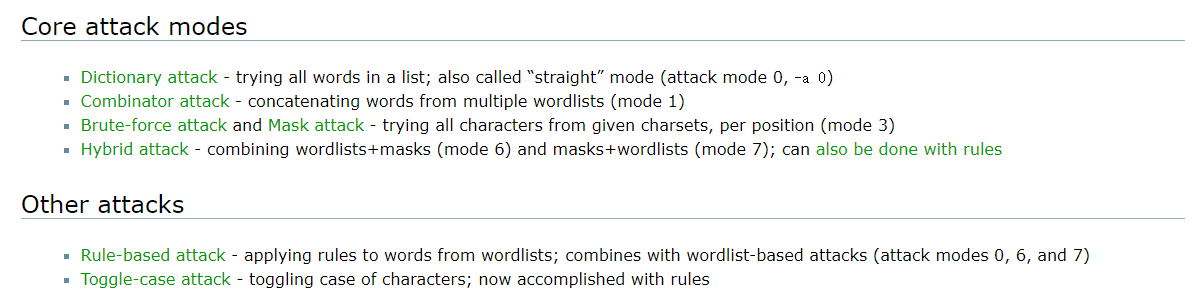 Core attack modes
Dictionary attack - trying all words in a list; also called “straight” mode (attack mode 0, -a 0)
Combinator attack - concatenating words from multiple wordlists (mode 1)
Brute-force attack and Mask attack - trying all characters from given charsets, per position (mode 3)
Hybrid attack - combining wordlists+masks (mode 6) and masks+wordlists (mode 7); can also be done with rules
Other attacks
Rule-based attack - applying rules to words from wordlists; combines with wordlist-based attacks (attack modes 0, 6, and 7)
Toggle-case attack - toggling case of characters; now accomplished with rules